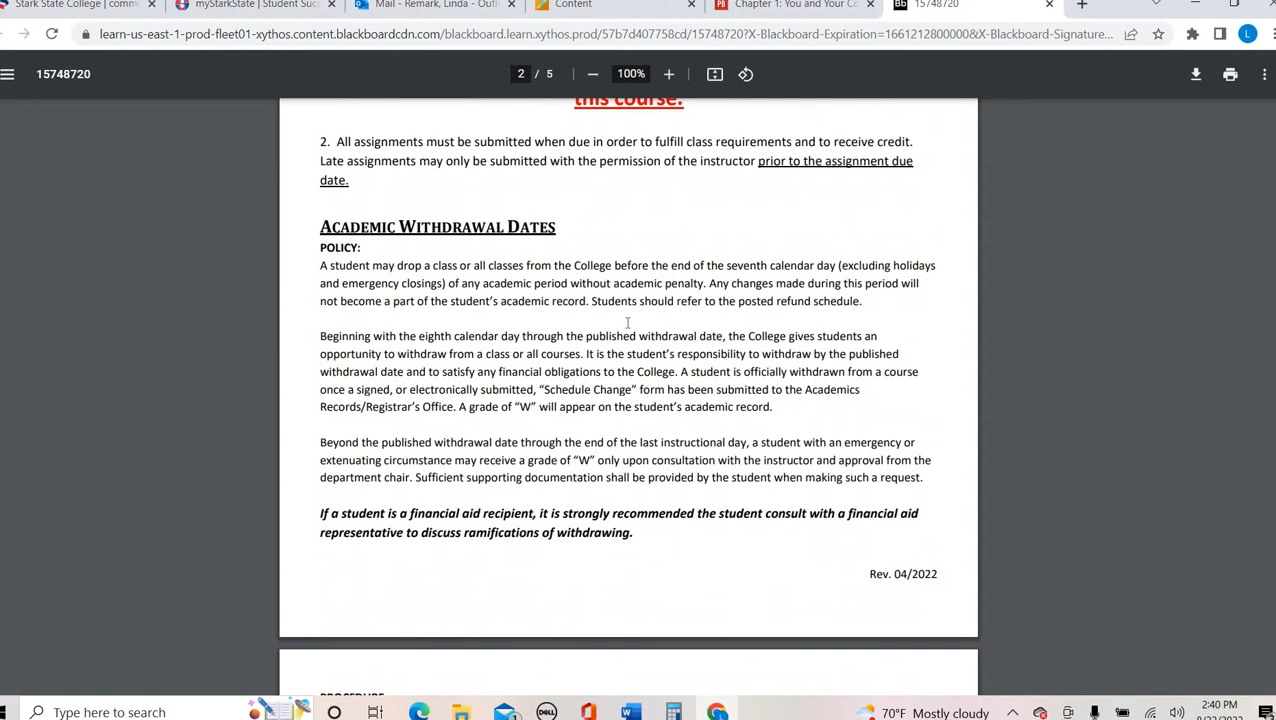 Stark State College | comm
myStarkState | Student Suc
Mail - Remark, Linda - Outl
Content
Chapter 1: You and Your Co
15748720
learn-us-east-1-prod-fleet01-xythos.content.blackboardcdn.com/blackboard.learn.xythos.prod/57b7d407758cd/15748720?X-Blackboard-Expiration=1661212800000&X-Blackboard-Signature...
L
15748720
2 / 5
100%
this course.
2. All assignments must be submitted when due in order to fulfill class requirements and to receive credit.
Late assignments may only be submitted with the permission of the instructor prior to the assignment due
date.
ACADEMIC WITHDRAWAL DATES
POLICY:
A student may drop a class or all classes from the College before the end of the seventh calendar day (excluding holidays
and emergency closings) of any academic period without academic penalty. Any changes made during this period will
not become a part of the student's academic record. Students should refer to the posted refund schedule.
Beginning with the eighth calendar day through the published withdrawal date, the College gives students an
opportunity to withdraw from a class or all courses. It is the student's responsibility to withdraw by the published
withdrawal date and to satisfy any financial obligations to the College. A student is officially withdrawn from a course
once a signed, or electronically submitted, “Schedule Change” form has been submitted to the Academics
Records/Registrar's Office. A grade of “W” will appear on the student's academic record.
Beyond the published withdrawal date through the end of the last instructional day, a student with an emergency or
extenuating circumstance may receive a grade of “W” only upon consultation with the instructor and approval from the
department chair. Sufficient supporting documentation shall be provided by the student when making such a request.
If a student is a financial aid recipient, it is strongly recommended the student consult with a financial aid
representative to discuss ramifications of withdrawing.
Rev. 04/2022
PROCEDURE
Type here to search
70°F Mostly cloudy
2:40 PM
8/22/2022